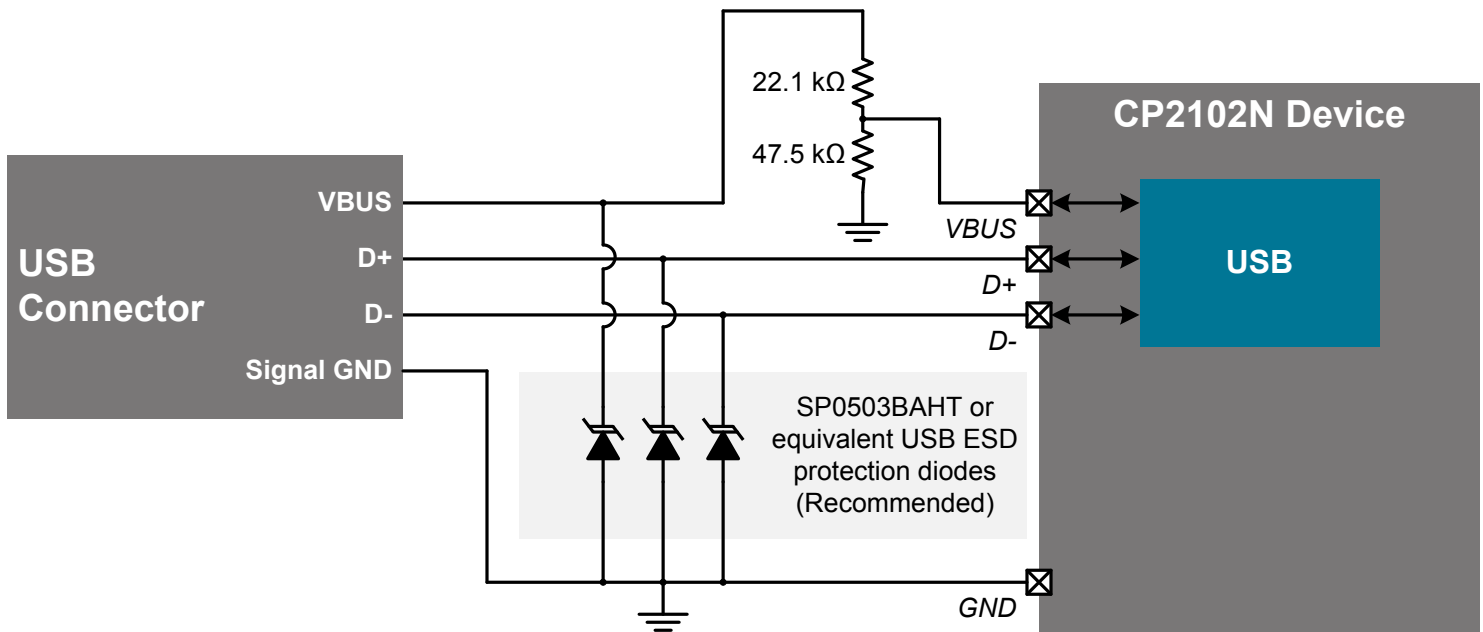 22.1 kΩ
47.5 kΩ
CP2102N Device
USB
Connector
VBUS
D+
D-
Signal GND
VBUS
D+
D-
USB
SP0503BAHT or
equivalent USB ESD
protection diodes
(Recommended)
GND